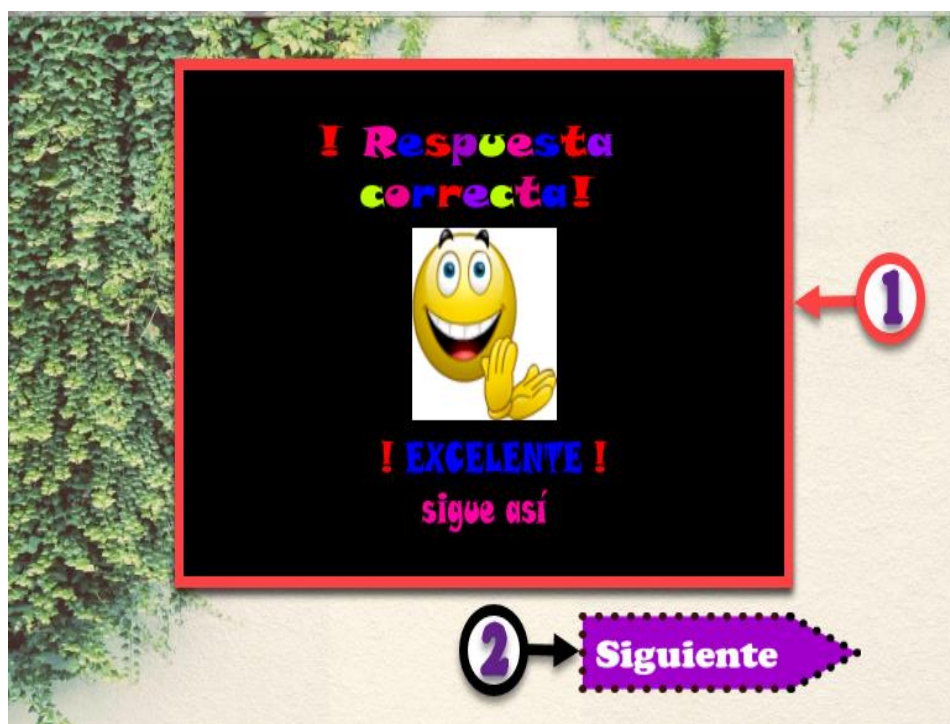 ! Respuesta
correcta!
1
! EXCELENTE !
sigue así
2
Siguiente